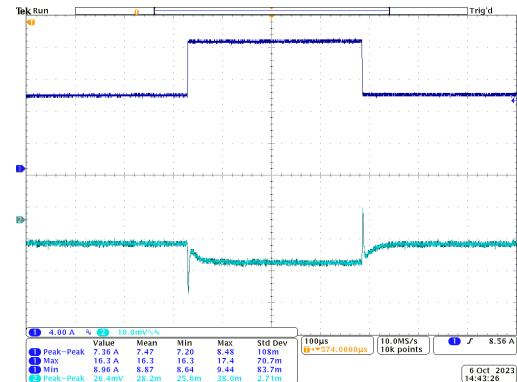 Tek Run
Trig'd
1
2
1 4.00 A 2 10.0mV
100µs
10.0MS/s
10k points
1 8.56 A
574.0000µs
Value Mean Min Max Std Dev
1 Peak-Peak 7.36 A 7.47 7.20 8.48 108m
1 Max 16.3 A 16.3 16.3 17.4 70.7m
1 Min 8.96 A 8.87 8.64 9.44 83.7m
2 Peak-Peak 26.4mV 28.2m 25.6m 38.0m 2.71m
6 Oct 2023
14:43:26